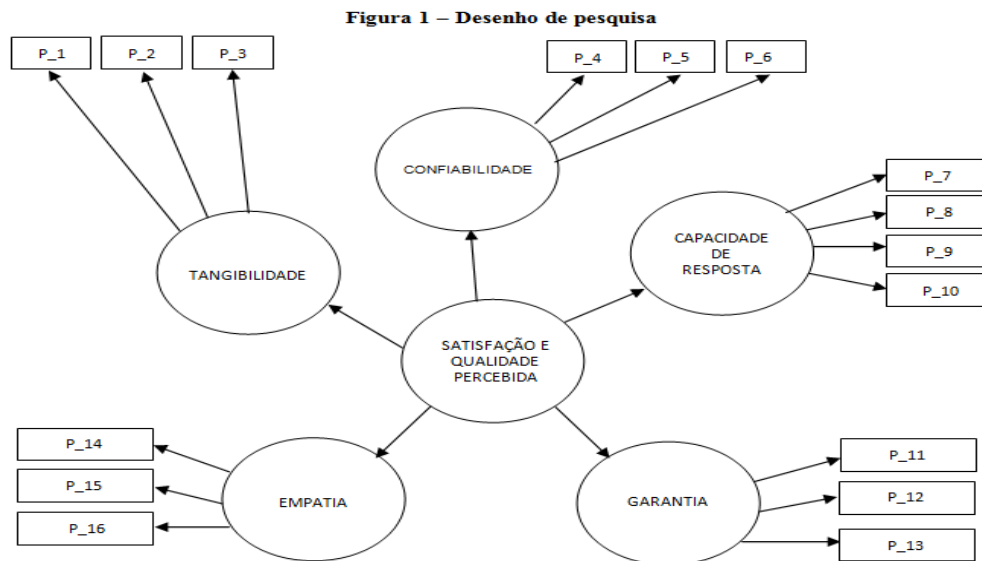 Figura 1 – Desenho de pesquisa
P_1
P_2
P_3
P_4
P_5
P_6
CONFIABILIDADE
P_7
P_8
P_9
P_10
CAPACIDADE
DE
RESPOSTA
TANGIBILIDADE
SATISFAÇÃO E
QUALIDADE
PERCEBIDA
P_14
P_15
P_16
EMPATIA
GARANTIA
P_11
P_12
P_13